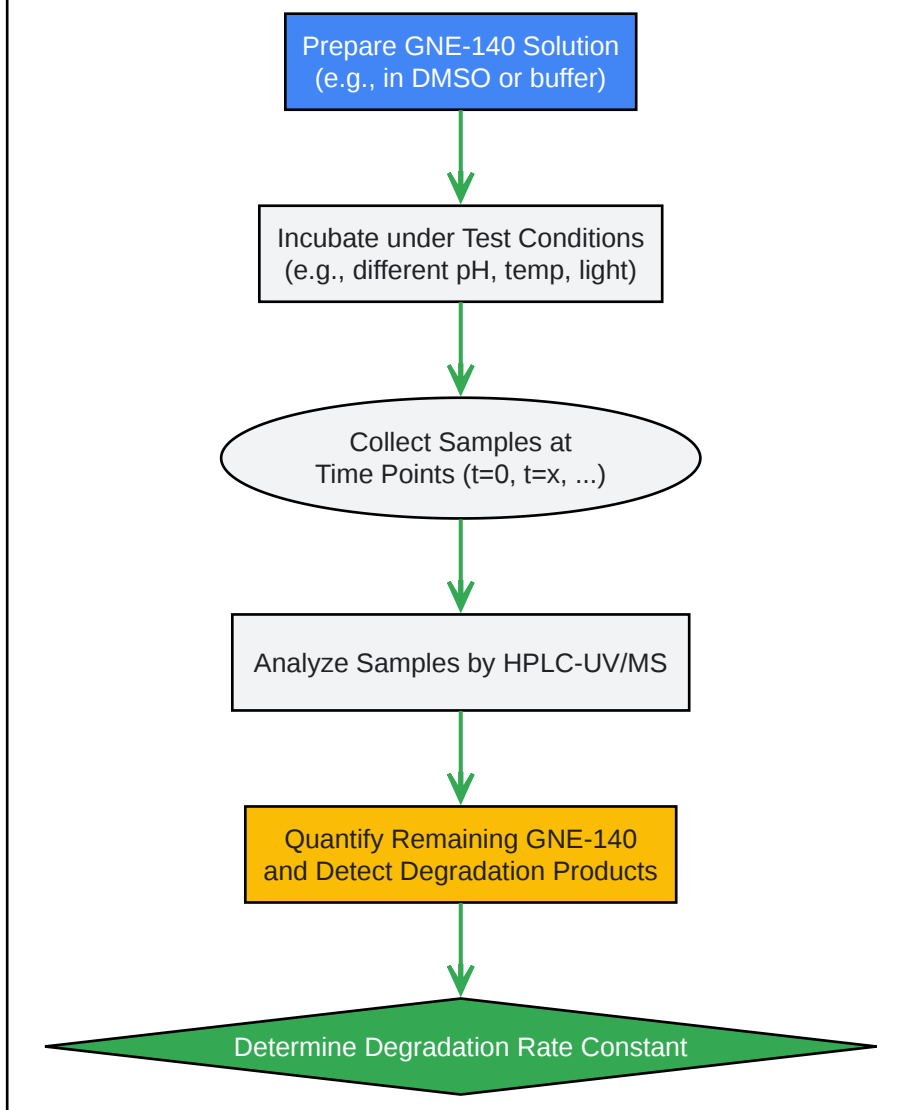 Prepare GNE-140 Solution
(e.g., in DMSO or buffer)
Incubate under Test Conditions
(e.g., different pH, temp, light)
Collect Samples at
Time Points (t=0, t=x, ...)
Analyze Samples by HPLC-UV/MS
Quantify Remaining GNE-140
and Detect Degradation Products
Determine Degradation Rate Constant